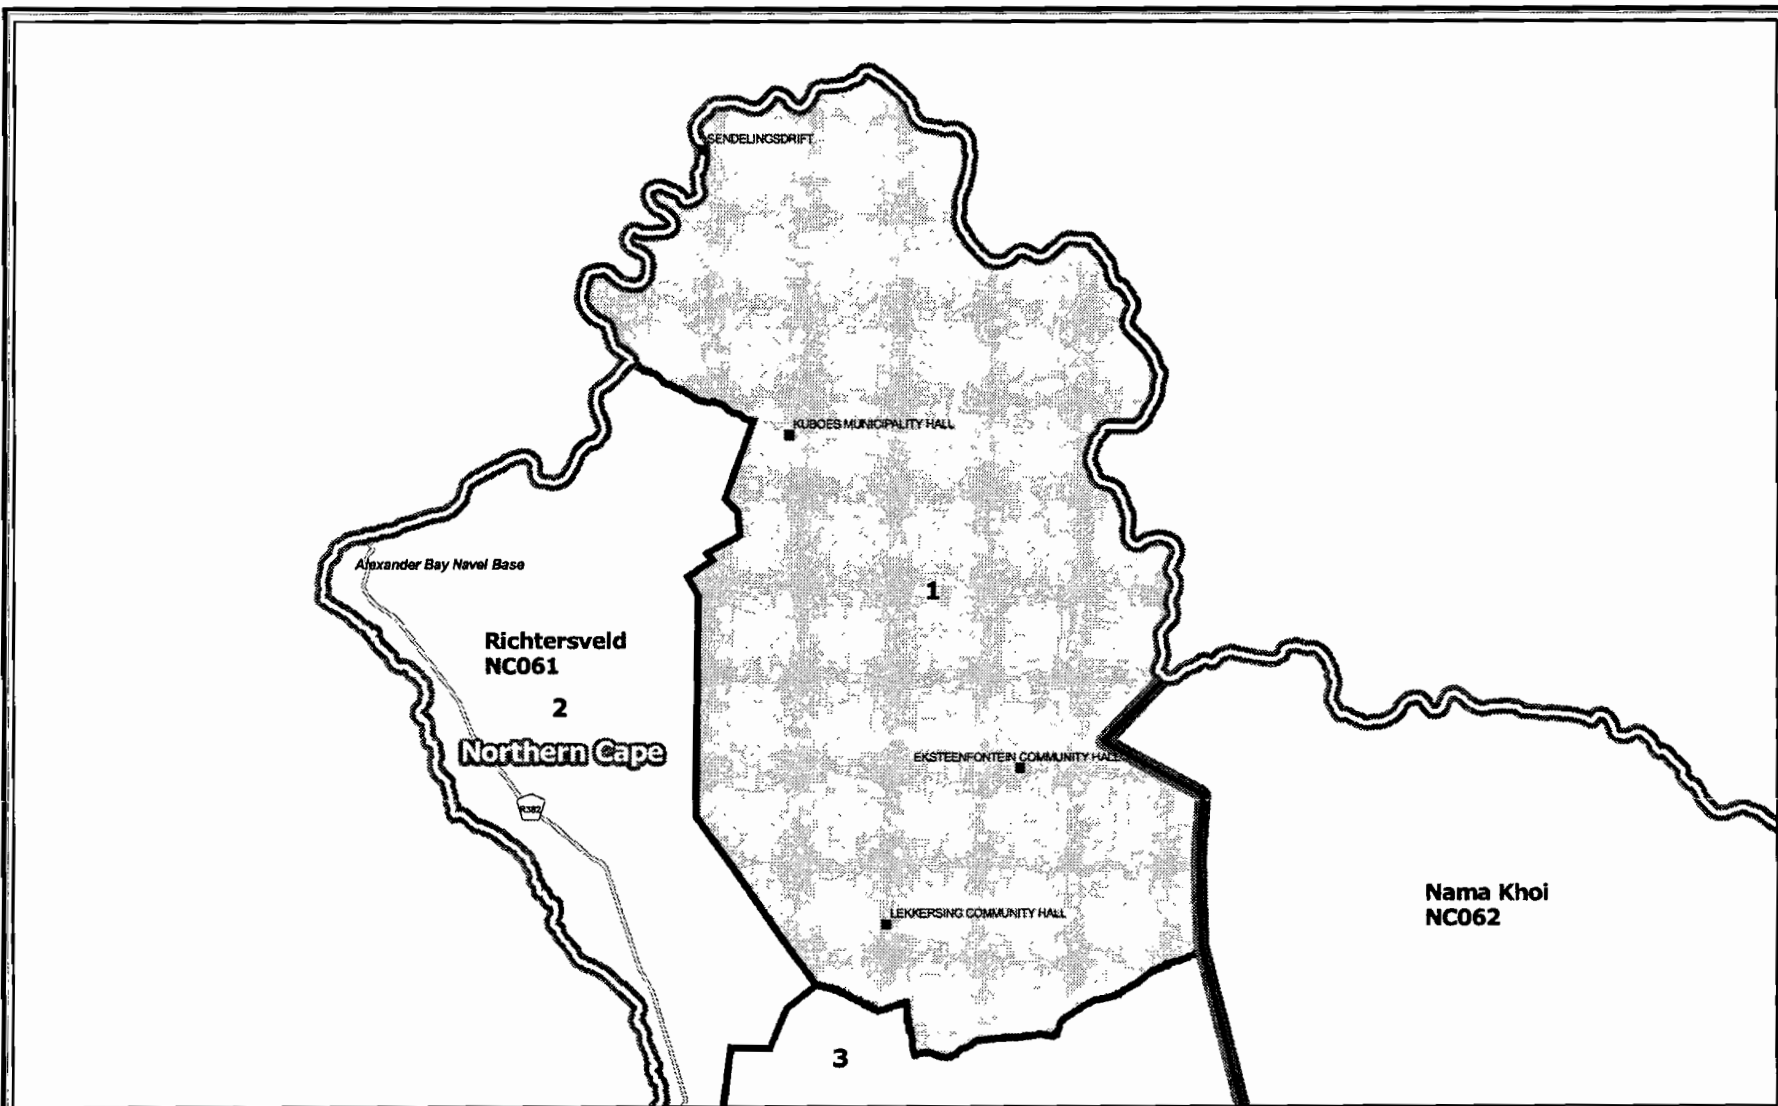 SENDELINGSDRIFT
KUBOES MUNICIPALITY HALL
Alexander Bay Navel Base
1
Richtersveld
NC061
2
Northern Cape
EKSTEENFONTEIN COMMUNITY HALL
R382
Nama Khoi
NC062
LEKKERSING COMMUNITY HALL
3